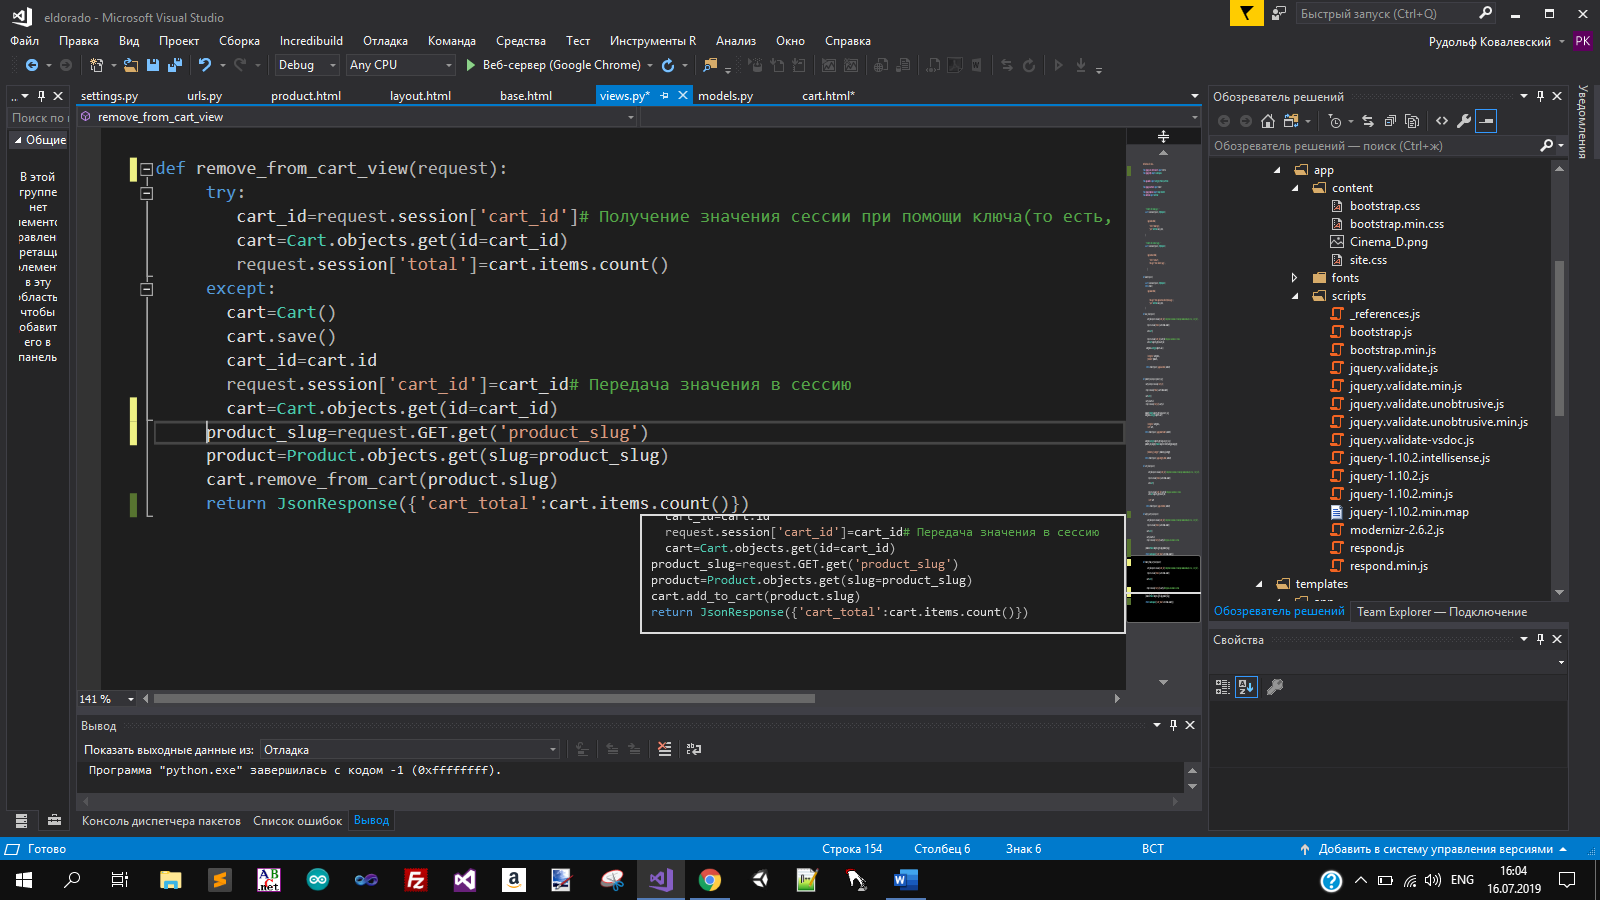 eldorado - Microsoft Visual Studio
Быстрый запуск (Ctrl+Q)
Файл Правка Вид Проект Сборка Incredibuild Отладка Команда Средства Тест Инструменты R Анализ Окно Справка
Рудольф Ковалевский PK
Debug Any CPU Веб-сервер (Google Chrome)
settings.py urls.py product.html layout.html base.html views.py* models.py cart.html*
Поиск по
remove_from_cart_view
Общие
В этой
группе
нет
в эту
чтобы
его в
панель
def remove_from_cart_view(request):
try:
cart_id=request.session['cart_id']# Получение значения сессии при помощи ключа(то есть,
cart=Cart.objects.get(id=cart_id)
request.session['total']=cart.items.count()
except:
cart=Cart()
cart.save()
cart_id=cart.id
request.session['cart_id']=cart_id# Передача значения в сессию
cart=Cart.objects.get(id=cart_id)
product_slug=request.GET.get('product_slug')
product=Product.objects.get(slug=product_slug)
cart.remove_from_cart(product.slug)
return JsonResponse({'cart_total':cart.items.count()})
cart_id=cart.id
request.session['cart_id']=cart_id# Передача значения в сессию
cart=Cart.objects.get(id=cart_id)
product_slug=request.GET.get('product_slug')
product=Product.objects.get(slug=product_slug)
cart.add_to_cart(product.slug)
return JsonResponse({'cart_total':cart.items.count()})
141 %
Обозреватель решений
Обозреватель решений — поиск (Ctrl+ж)
app
content
bootstrap.css
bootstrap.min.css
Cinema_D.png
site.css
fonts
scripts
_references.js
bootstrap.js
bootstrap.min.js
jquery.validate.js
jquery.validate.min.js
jquery.validate.unobtrusive.js
jquery.validate.unobtrusive.min.js
jquery.validate-vsdoc.js
jquery-1.10.2.intellisense.js
jquery-1.10.2.js
jquery-1.10.2.min.js
jquery-1.10.2.min.map
modernizr-2.6.2.js
respond.js
respond.min.js
templates
Обозреватель решений Team Explorer — Подключение
Уведомления
Свойства
Вывод
Показать выходные данные из: Отладка
Программа "python.exe" завершилась с кодом -1 (0xffffffff).
Консоль диспетчера пакетов Список ошибок Вывод
Готово Строка 154 Столбец 6 Знак 6 ВСТ Добавить в систему управления версиями
ENG 16:04
16.07.2019